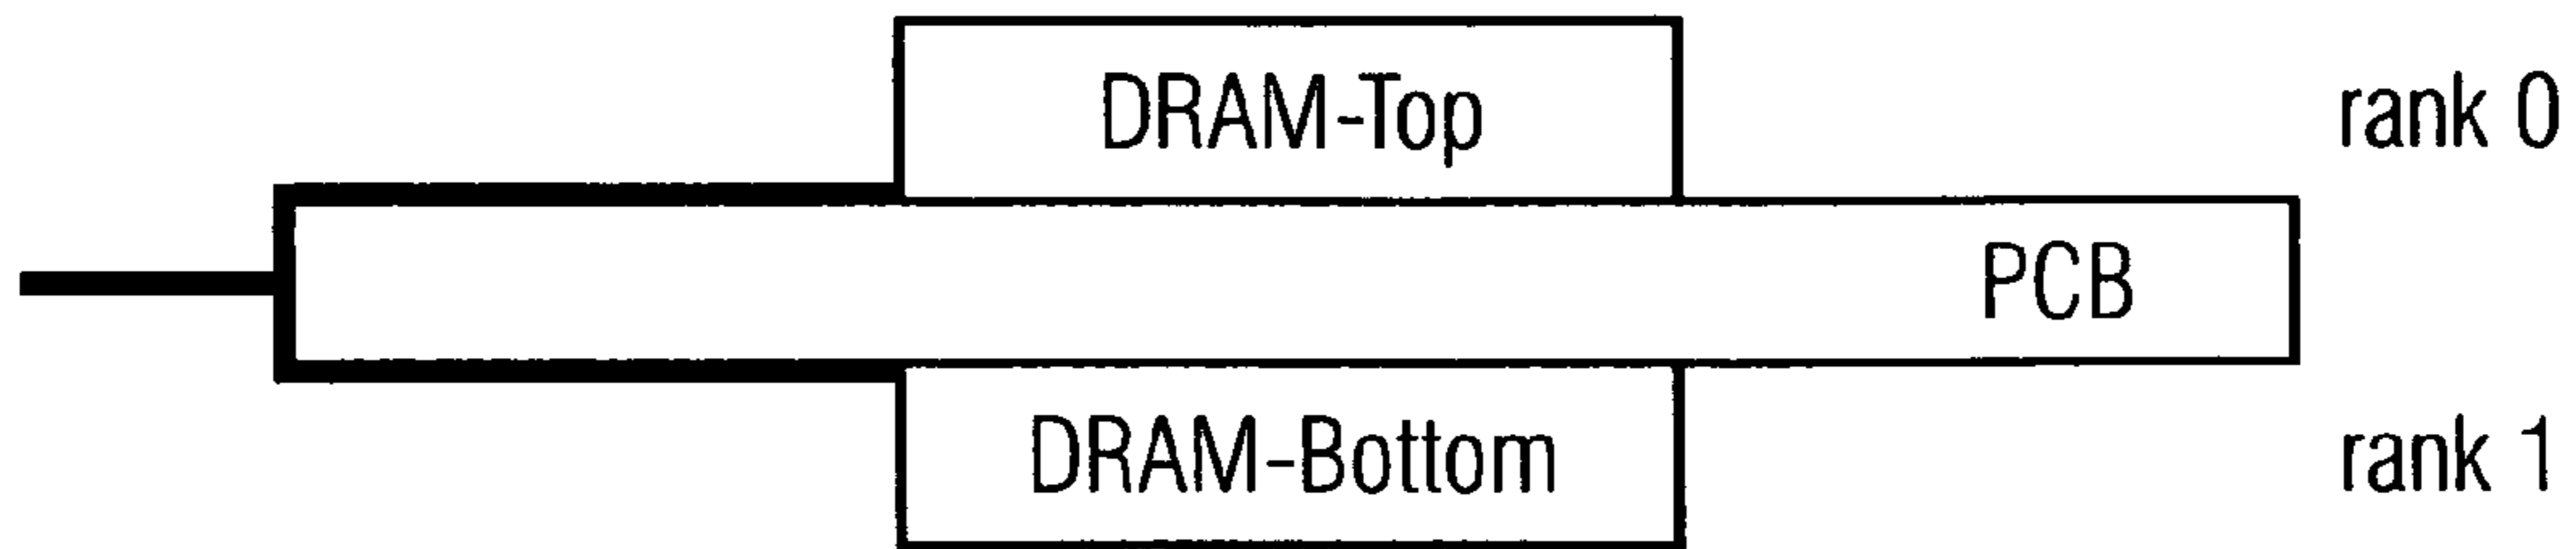 DRAM-Top
rank 0
PCB
DRAM-Bottom
rank 1